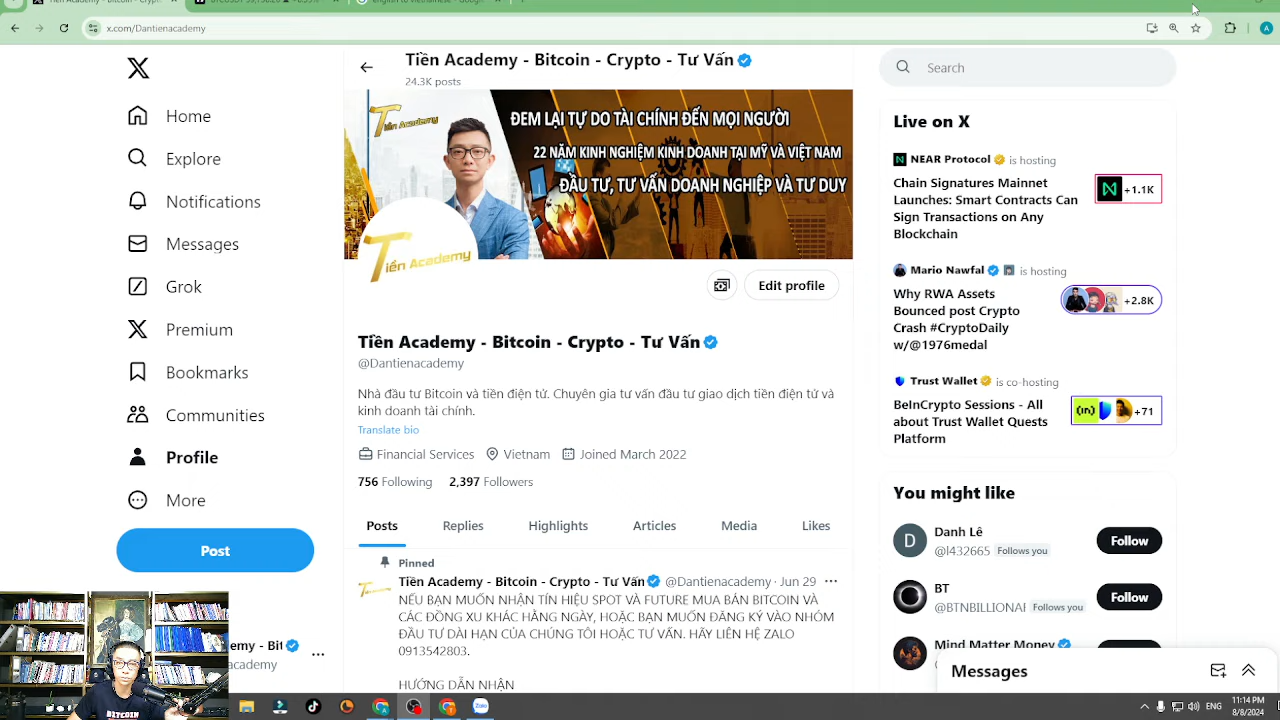 x.com/Dantienacademy
Tiền Academy - Bitcoin - Crypto - Tư Vấn
24.3K posts
Tiền Academy
ĐEM LẠI TỰ DO TÀI CHÍNH ĐẾN MỌI NGƯỜI
22 NĂM KINH NGHIỆM KINH DOANH TẠI MỸ VÀ VIỆT NAM
ĐẦU TƯ, TƯ VẤN DOANH NGHIỆP VÀ TƯ DUY
Tiền Academy
Home
Explore
Notifications
Messages
Grok
Premium
Bookmarks
Communities
Profile
More
Post
emy - Bit
academy
Edit profile
Tiền Academy - Bitcoin - Crypto - Tư Vấn
@Dantienacademy
Nhà đầu tư Bitcoin và tiền điện tử. Chuyên gia tư vấn đầu tư giao dịch tiền điện tử và
kinh doanh tài chính.
Translate bio
Financial Services Vietnam Joined March 2022
756 Following 2,397 Followers
Posts Replies Highlights Articles Media Likes
Pinned
Tiền Academy - Bitcoin - Crypto - Tư Vấn @Dantienacademy · Jun 29
NẾU BẠN MUỐN NHẬN TÍN HIỆU SPOT VÀ FUTURE MUA BÁN BITCOIN VÀ
CÁC ĐỒNG XU KHÁC HẰNG NGÀY, HOẶC BẠN MUỐN ĐĂNG KÝ VÀO NHÓM
ĐẦU TƯ DÀI HẠN CỦA CHÚNG TÔI HOẶC TƯ VẤN. HÃY LIÊN HỆ ZALO
0913542803.
HƯỚNG DẪN NHẬN
Search
Live on X
NEAR Protocol is hosting
Chain Signatures Mainnet
Launches: Smart Contracts Can
Sign Transactions on Any
Blockchain
+1.1K
Mario Nawfal is hosting
Why RWA Assets
Bounced post Crypto
Crash #CryptoDaily
w/@1976medal
+2.8K
Trust Wallet is co-hosting
BeInCrypto Sessions - All
about Trust Wallet Quests
Platform
+71
You might like
Danh Lê
@l432665 Follows you
Follow
BT
@BTNBILLIONAI Follows you
Follow
Mind Matter Money
Messages
Zalo
ENG
11:14 PM
8/8/2024